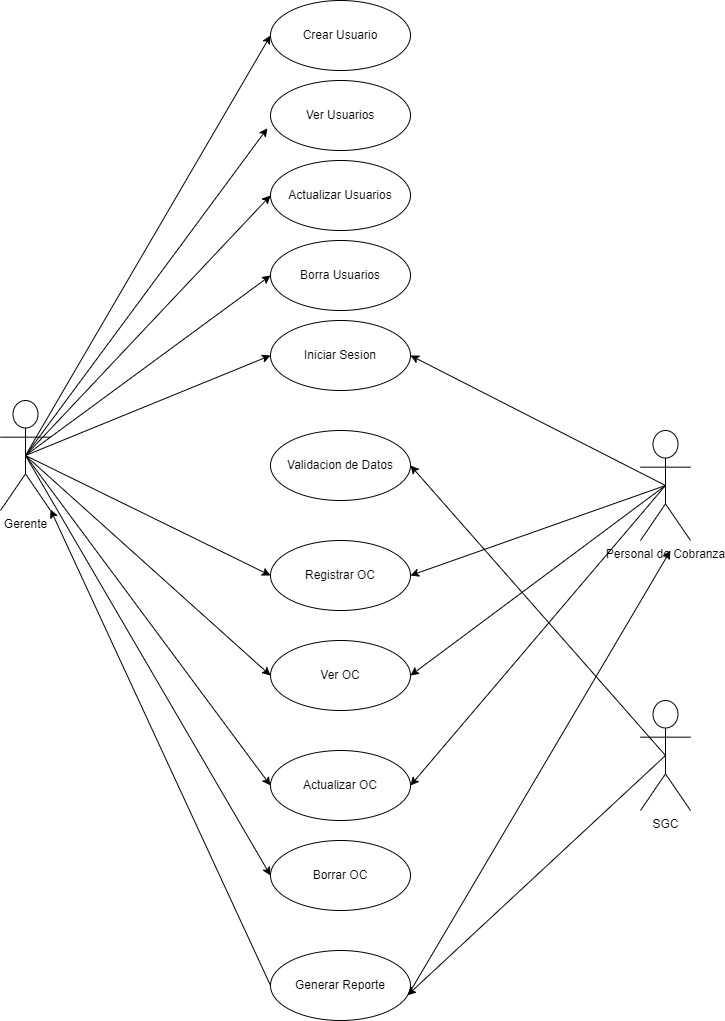 Crear Usuario
Ver Usuarios
Actualizar Usuarios
Borra Usuarios
Iniciar Sesion
Validacion de Datos
Gerente
Personal de Cobranza
Registrar OC
Ver OC
Actualizar OC
SGC
Borrar OC
Generar Reporte